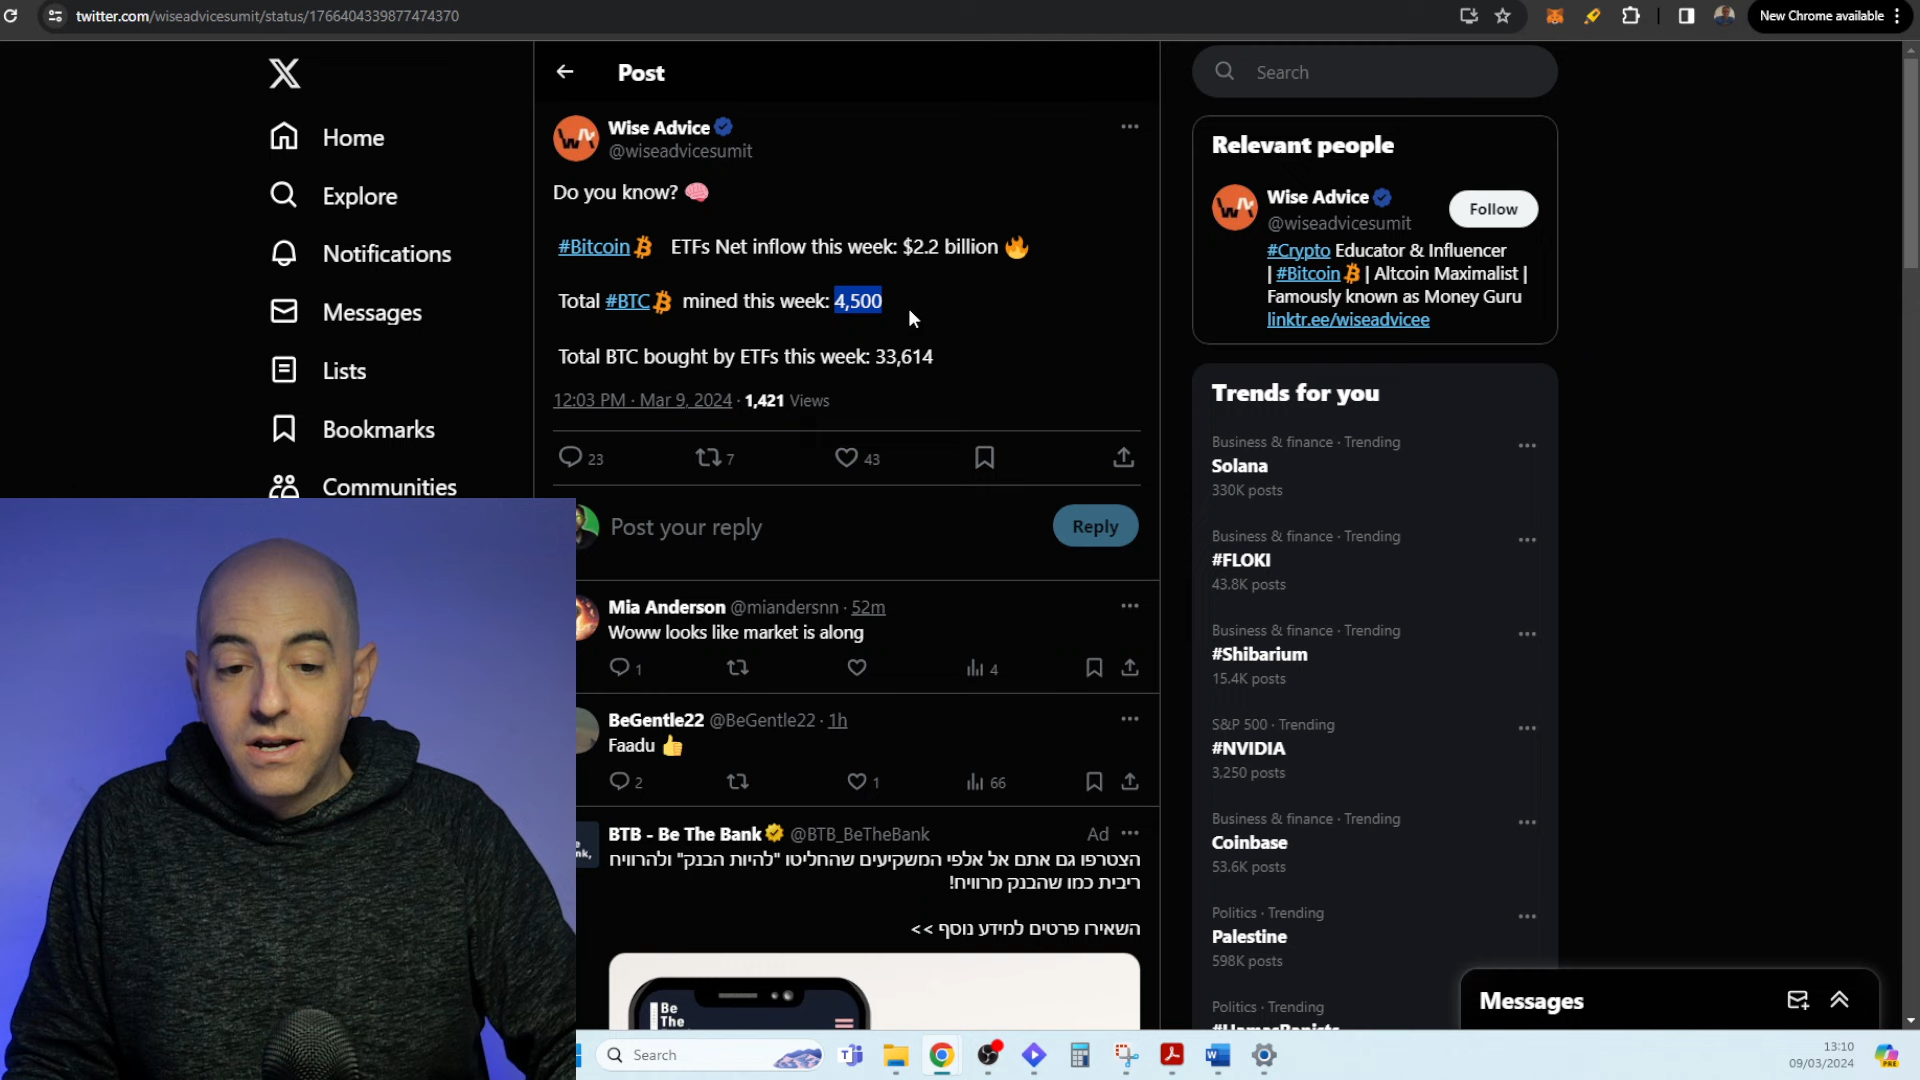 twitter.com/wiseadvicesumit/status/1766404339877474370
New Chrome available
Home
Explore
Notifications
Messages
Lists
Bookmarks
Communities
Post
Wise Advice
@wiseadvicesumit
Do you know? 🧠
#Bitcoin ETFs Net inflow this week: $2.2 billion 🔥
Total #BTC mined this week: 4,500
Total BTC bought by ETFs this week: 33,614
12:03 PM · Mar 9, 2024 · 1,421 Views
23 7 43
Post your reply
Reply
Mia Anderson @miandersnn · 52m
Woww looks like market is along
1 4
BeGentle22 @BeGentle22 · 1h
Faadu 👍
2 1 66
BTB - Be The Bank @BTB_BeTheBank Ad
הצטרפו גם אתם אל אלפי המשקיעים שהחליטו "להיות הבנק" ולהרוויח
ריבית כמו שהבנק מרוויח!
השאירו פרטים למידע נוסף >>
Be
The
Search
Relevant people
Wise Advice
@wiseadvicesumit
Follow
#Crypto Educator & Influencer
| #Bitcoin | Altcoin Maximalist |
Famously known as Money Guru
linktr.ee/wiseadvicee
Trends for you
Business & finance · Trending
Solana
330K posts
Business & finance · Trending
#FLOKI
43.8K posts
Business & finance · Trending
#Shibarium
15.4K posts
S&P 500 · Trending
#NVIDIA
3,250 posts
Business & finance · Trending
Coinbase
53.6K posts
Politics · Trending
Palestine
598K posts
Politics · Trending
Messages
Search
13:10
09/03/2024